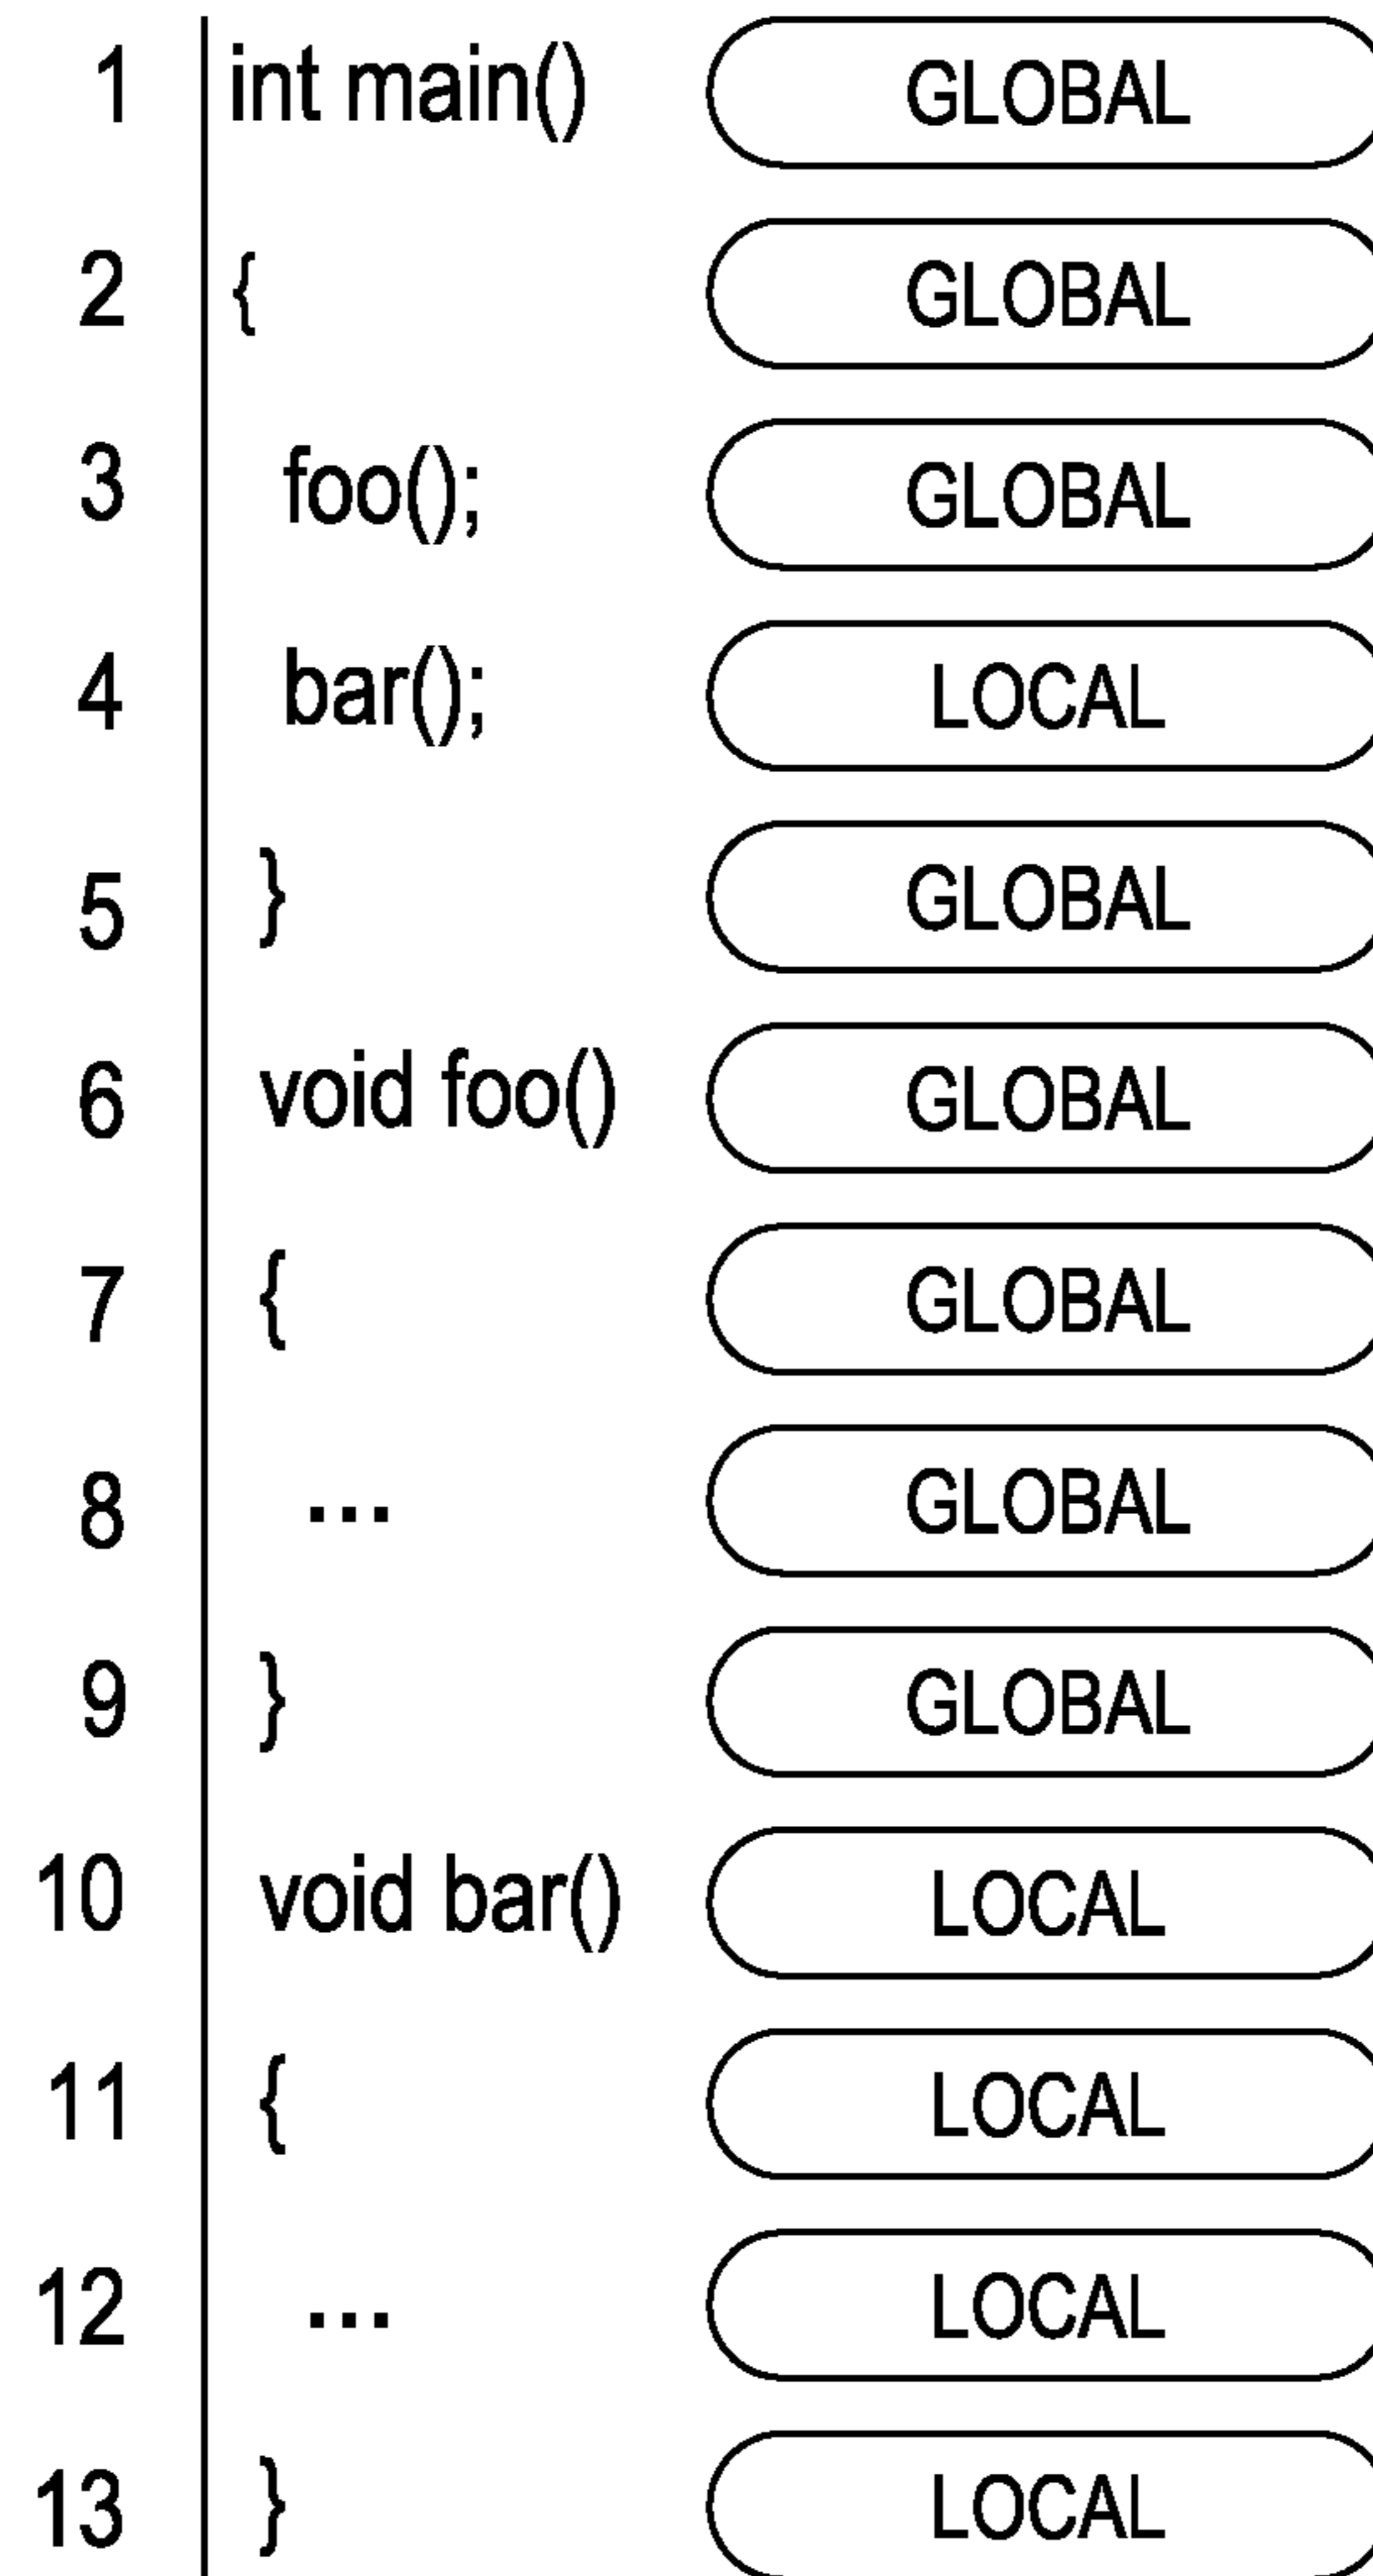 1 int main() GLOBAL
2 { GLOBAL
3 foo(); GLOBAL
4 bar(); LOCAL
5 } GLOBAL
6 void foo() GLOBAL
7 { GLOBAL
8 ... GLOBAL
9 } GLOBAL
10 void bar() LOCAL
11 { LOCAL
12 ... LOCAL
13 } LOCAL